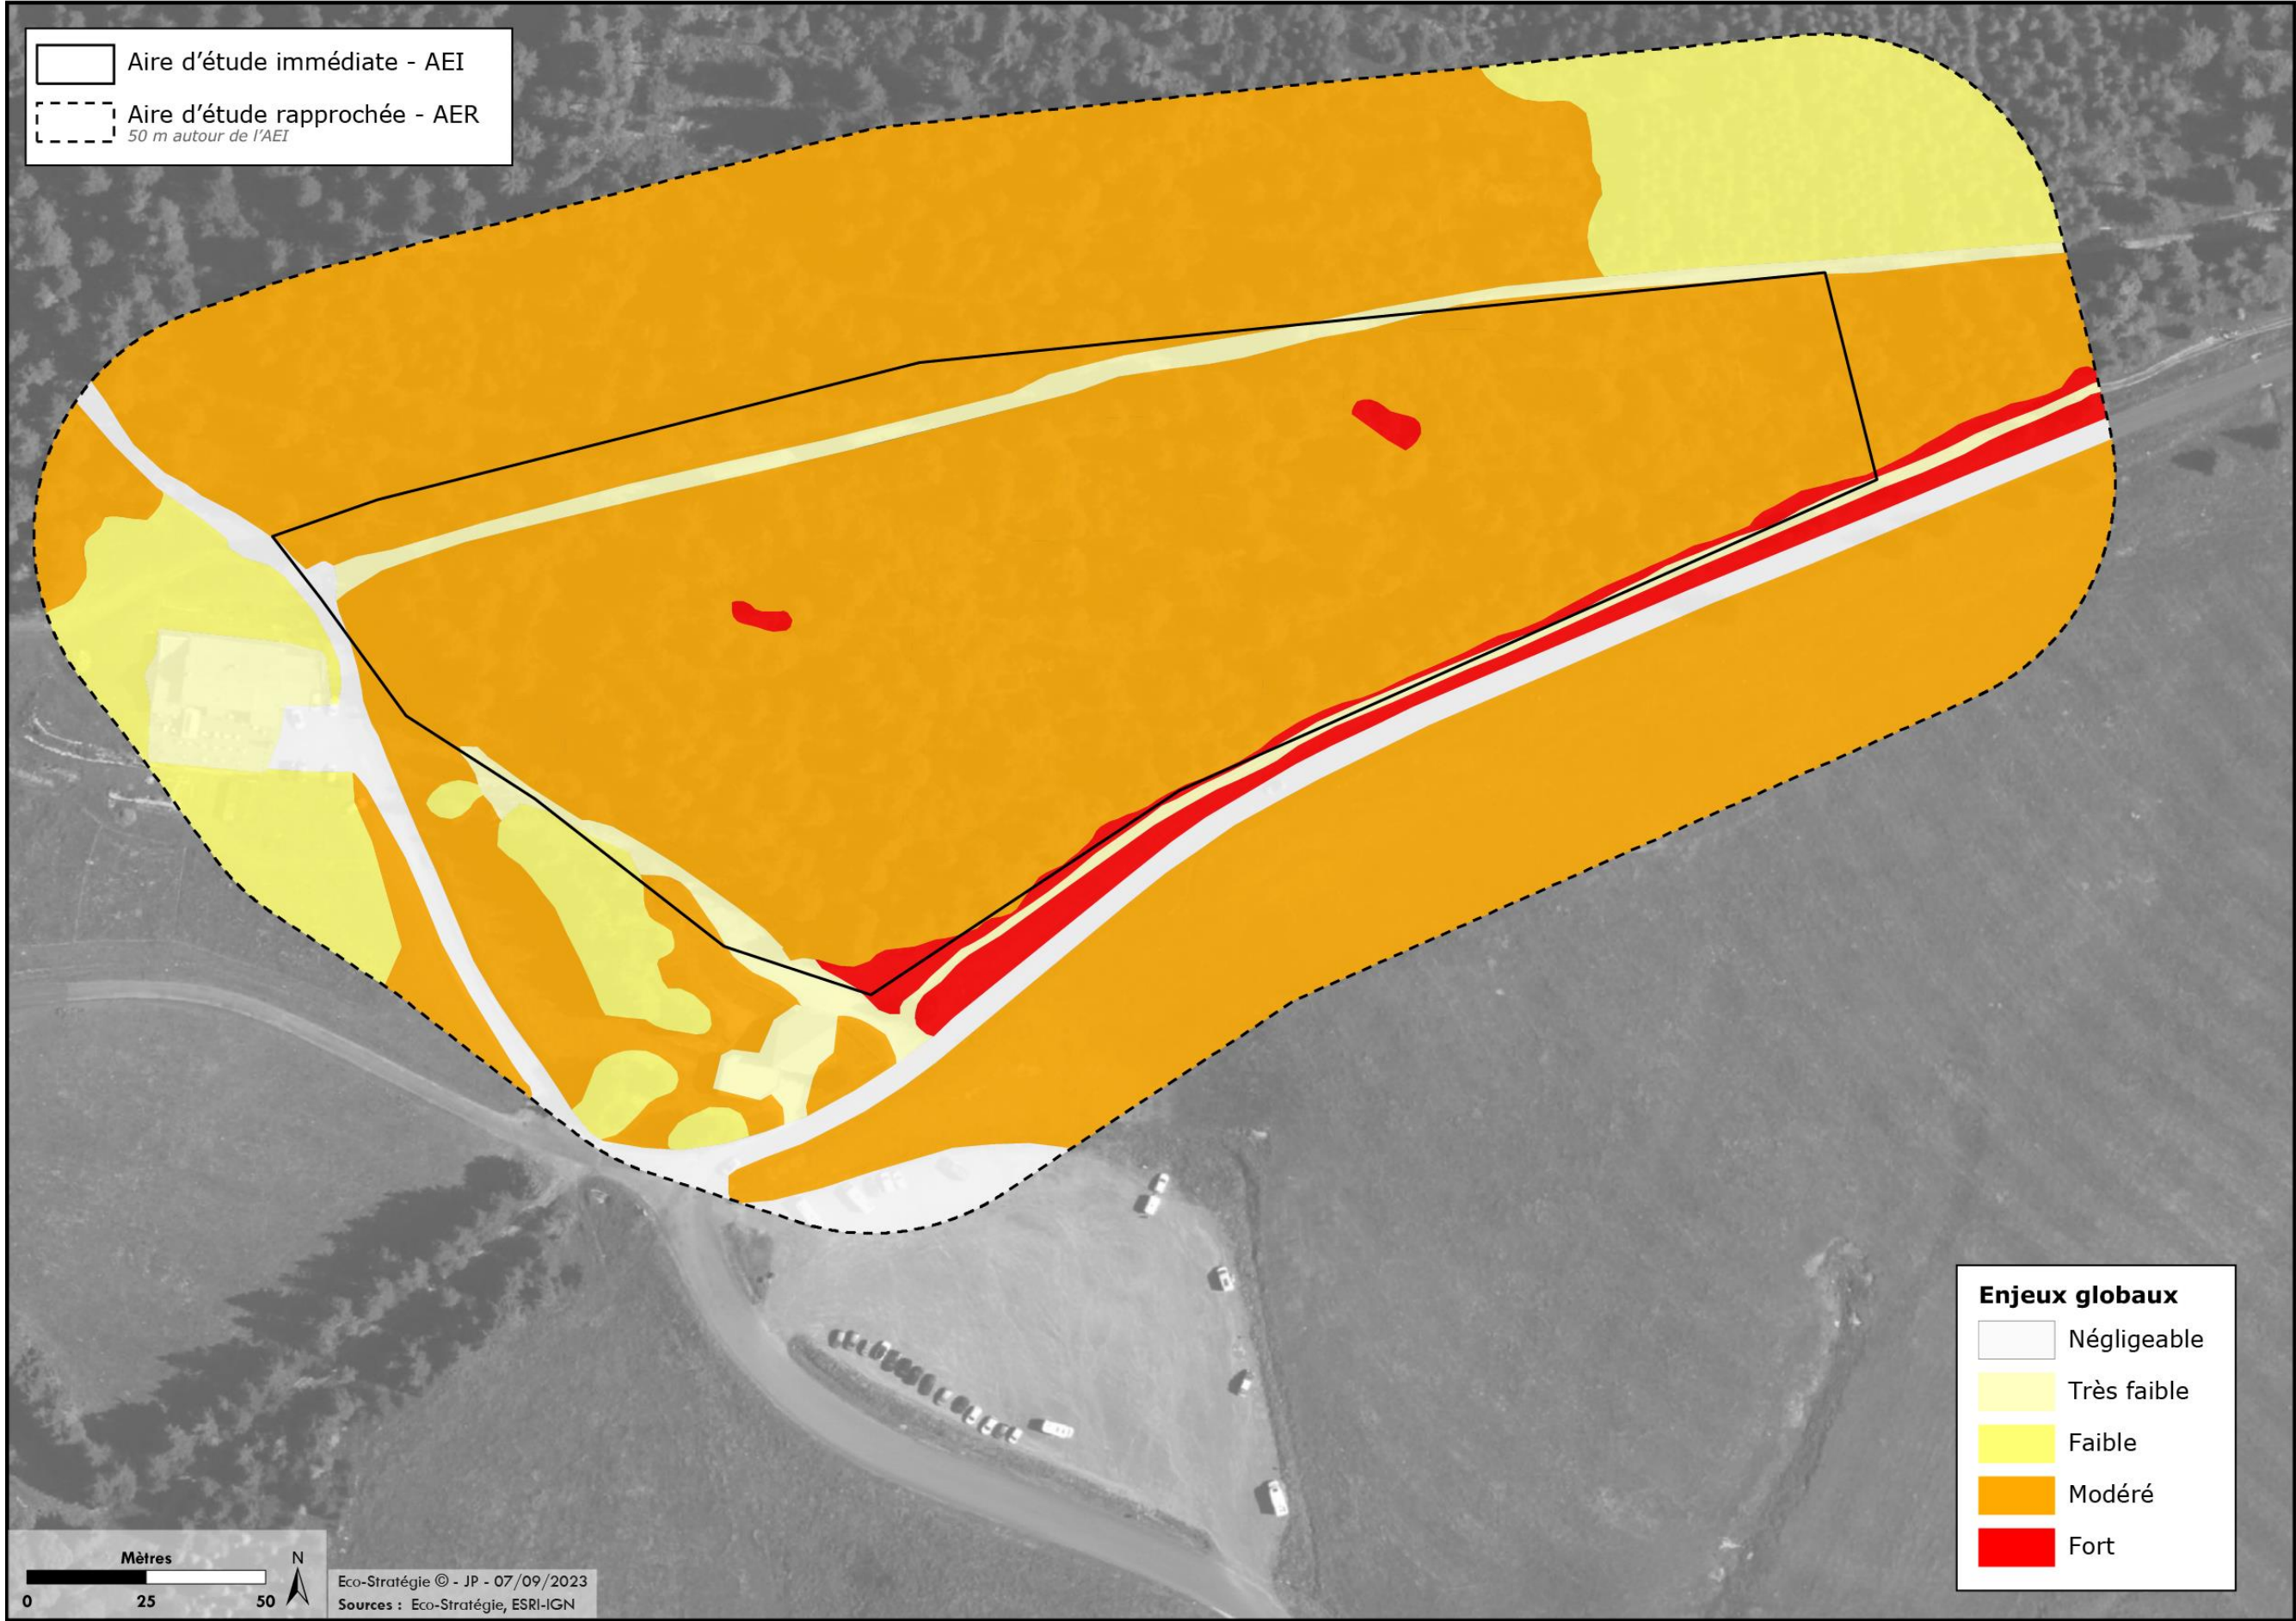 Aire d’étude immédiate - AEI
Aire d’étude rapprochée - AER
50 m autour de l’AEI
Enjeux globaux
Négligeable
Très faible
Faible
Modéré
Fort
Mètres
N
0 25 50
Eco-Stratégie © - JP - 07/09/2023
Sources : Eco-Stratégie, ESRI-IGN